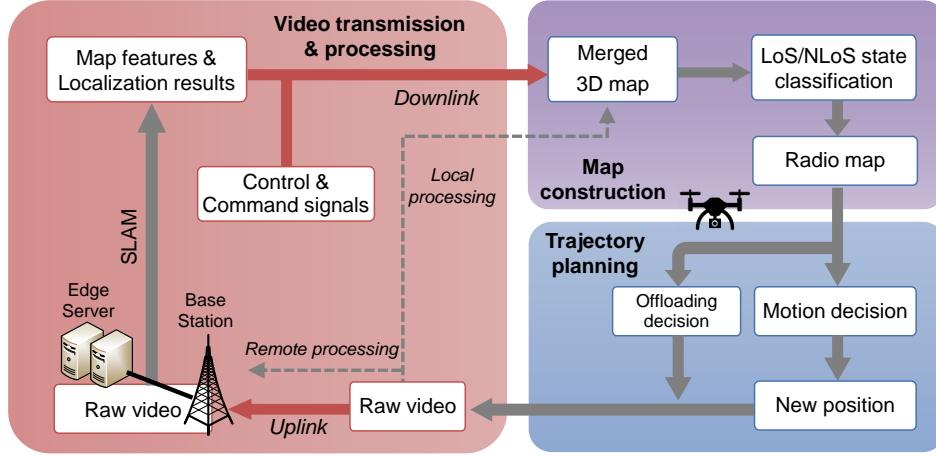 Video transmission
& processing
Map features &
Localization results
Downlink
Control &
Command signals
Local
processing
SLAM
Edge
Server
Base
Station
Remote processing
Raw video
Uplink
Raw video
Merged
3D map
LoS/NLoS state
classification
Radio map
Map
construction
Trajectory
planning
Offloading
decision
Motion decision
New position